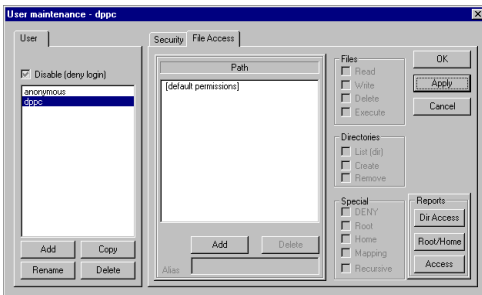 User maintenance - dppc
User
Disable (deny login)
anonymous
dppc
Add
Copy
Rename
Delete
Security
File Access
Path
[default permissions]
Add
Delete
Alias
Files
Read
Write
Delete
Execute
Directories
List (dir)
Create
Remove
Special
DENY
Root
Home
Mapping
Recursive
OK
Apply
Cancel
Reports
Dir Access
Root/Home
Access